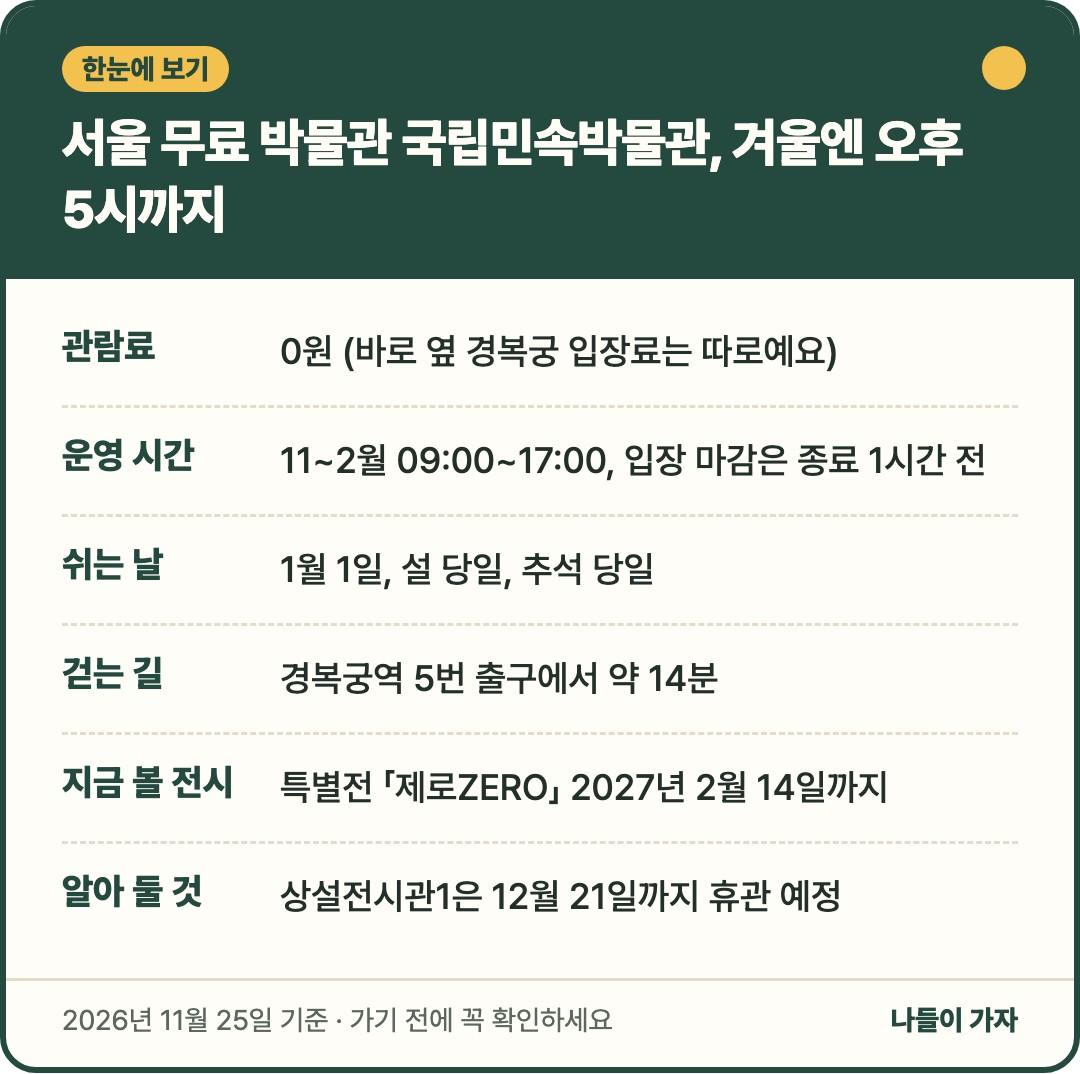 한눈에 보기
서울 무료 박물관 국립민속박물관, 겨울엔 오후
5시까지
관람료
0원 (바로 옆 경복궁 입장료는 따로예요)
운영 시간
11~2월 09:00~17:00, 입장 마감은 종료 1시간 전
쉬는 날
1월 1일, 설 당일, 추석 당일
걷는 길
경복궁역 5번 출구에서 약 14분
지금 볼 전시
특별전 「제로ZERO」 2027년 2월 14일까지
알아 둘 것
상설전시관1은 12월 21일까지 휴관 예정
2026년 11월 25일 기준 · 가기 전에 꼭 확인하세요
나들이 가자